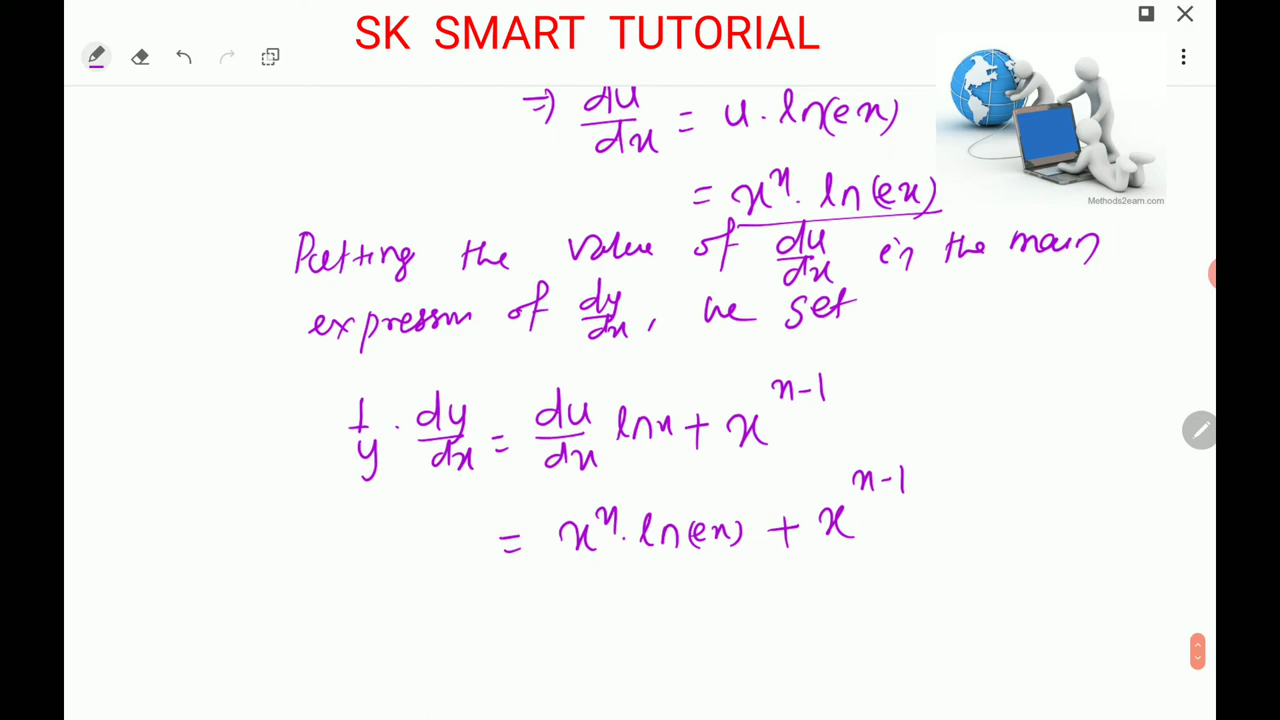 SK SMART TUTORIAL
⇒ du/dx = u. ln(ex)
= x^x. ln(ex)
Methods2earn.com
Putting the value of du/dx in the main
expression of dy/dx, we get
1/y . dy/dx = du/dx lnx + x^x-1
= x^x. ln(ex) + x^x-1